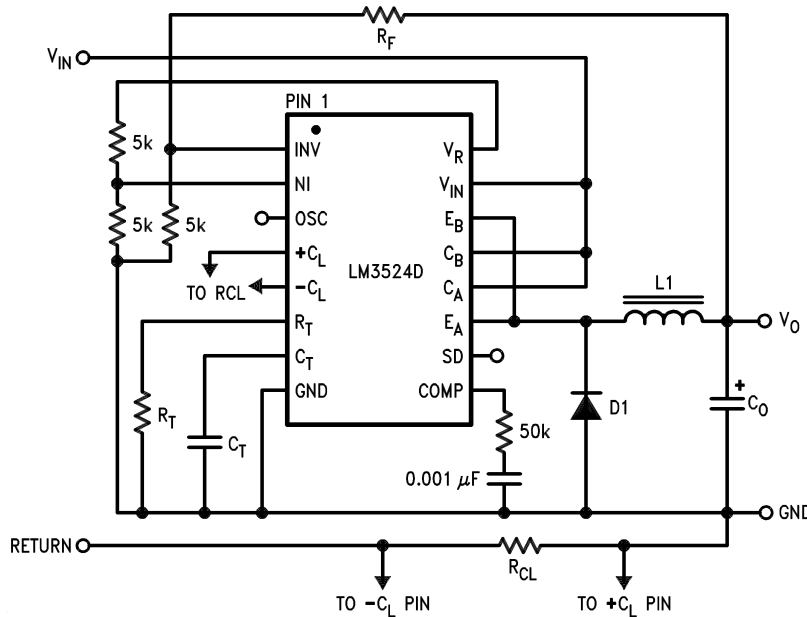 R_F
V_IN
PIN 1
5k
INV
V_R
NI
V_IN
5k
5k
OSC
E_B
+C_L
C_B
LM3524D
TO RCL
-C_L
C_A
L1
R_T
E_A
V_O
C_T
SD
GND
COMP
R_T
C_T
50k
D1
+
C_O
0.001 μF
GND
RETURN
R_CL
TO -C_L PIN
TO +C_L PIN